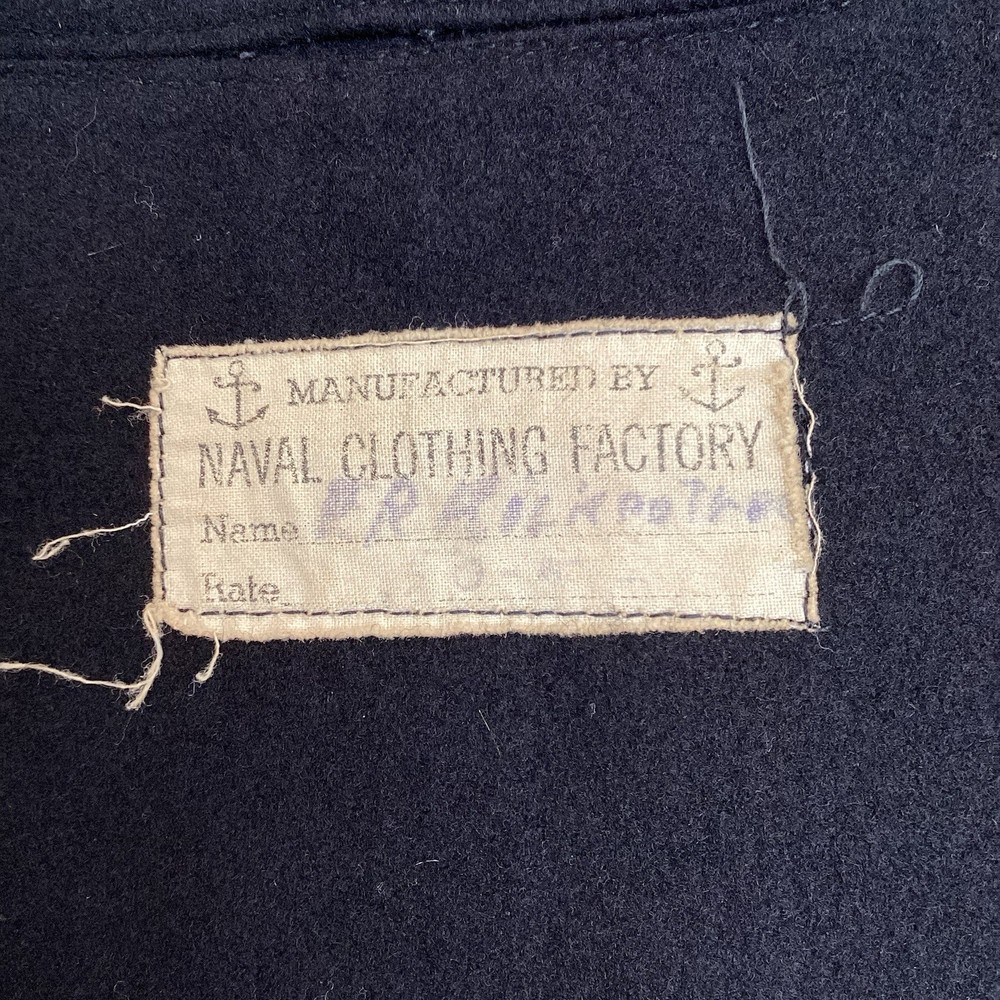 MANUFACTURED BY
NAVAL CLOTHING FACTORY
Name
Rate